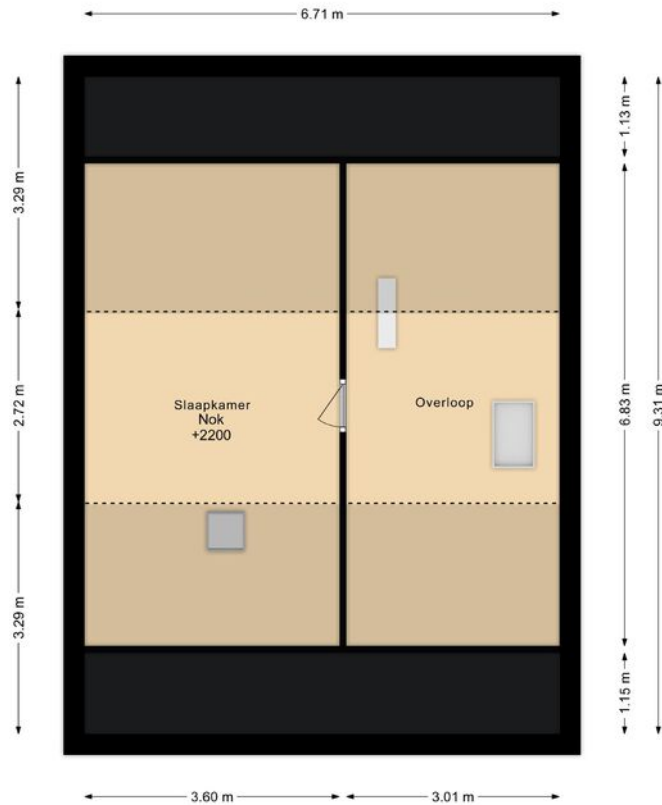 6.71 m
1.13 m
3.29 m
2.72 m
6.83 m
9.31 m
Slaapkamer
Nok
+2200
Overloop
3.29 m
1.15 m
3.60 m
3.01 m